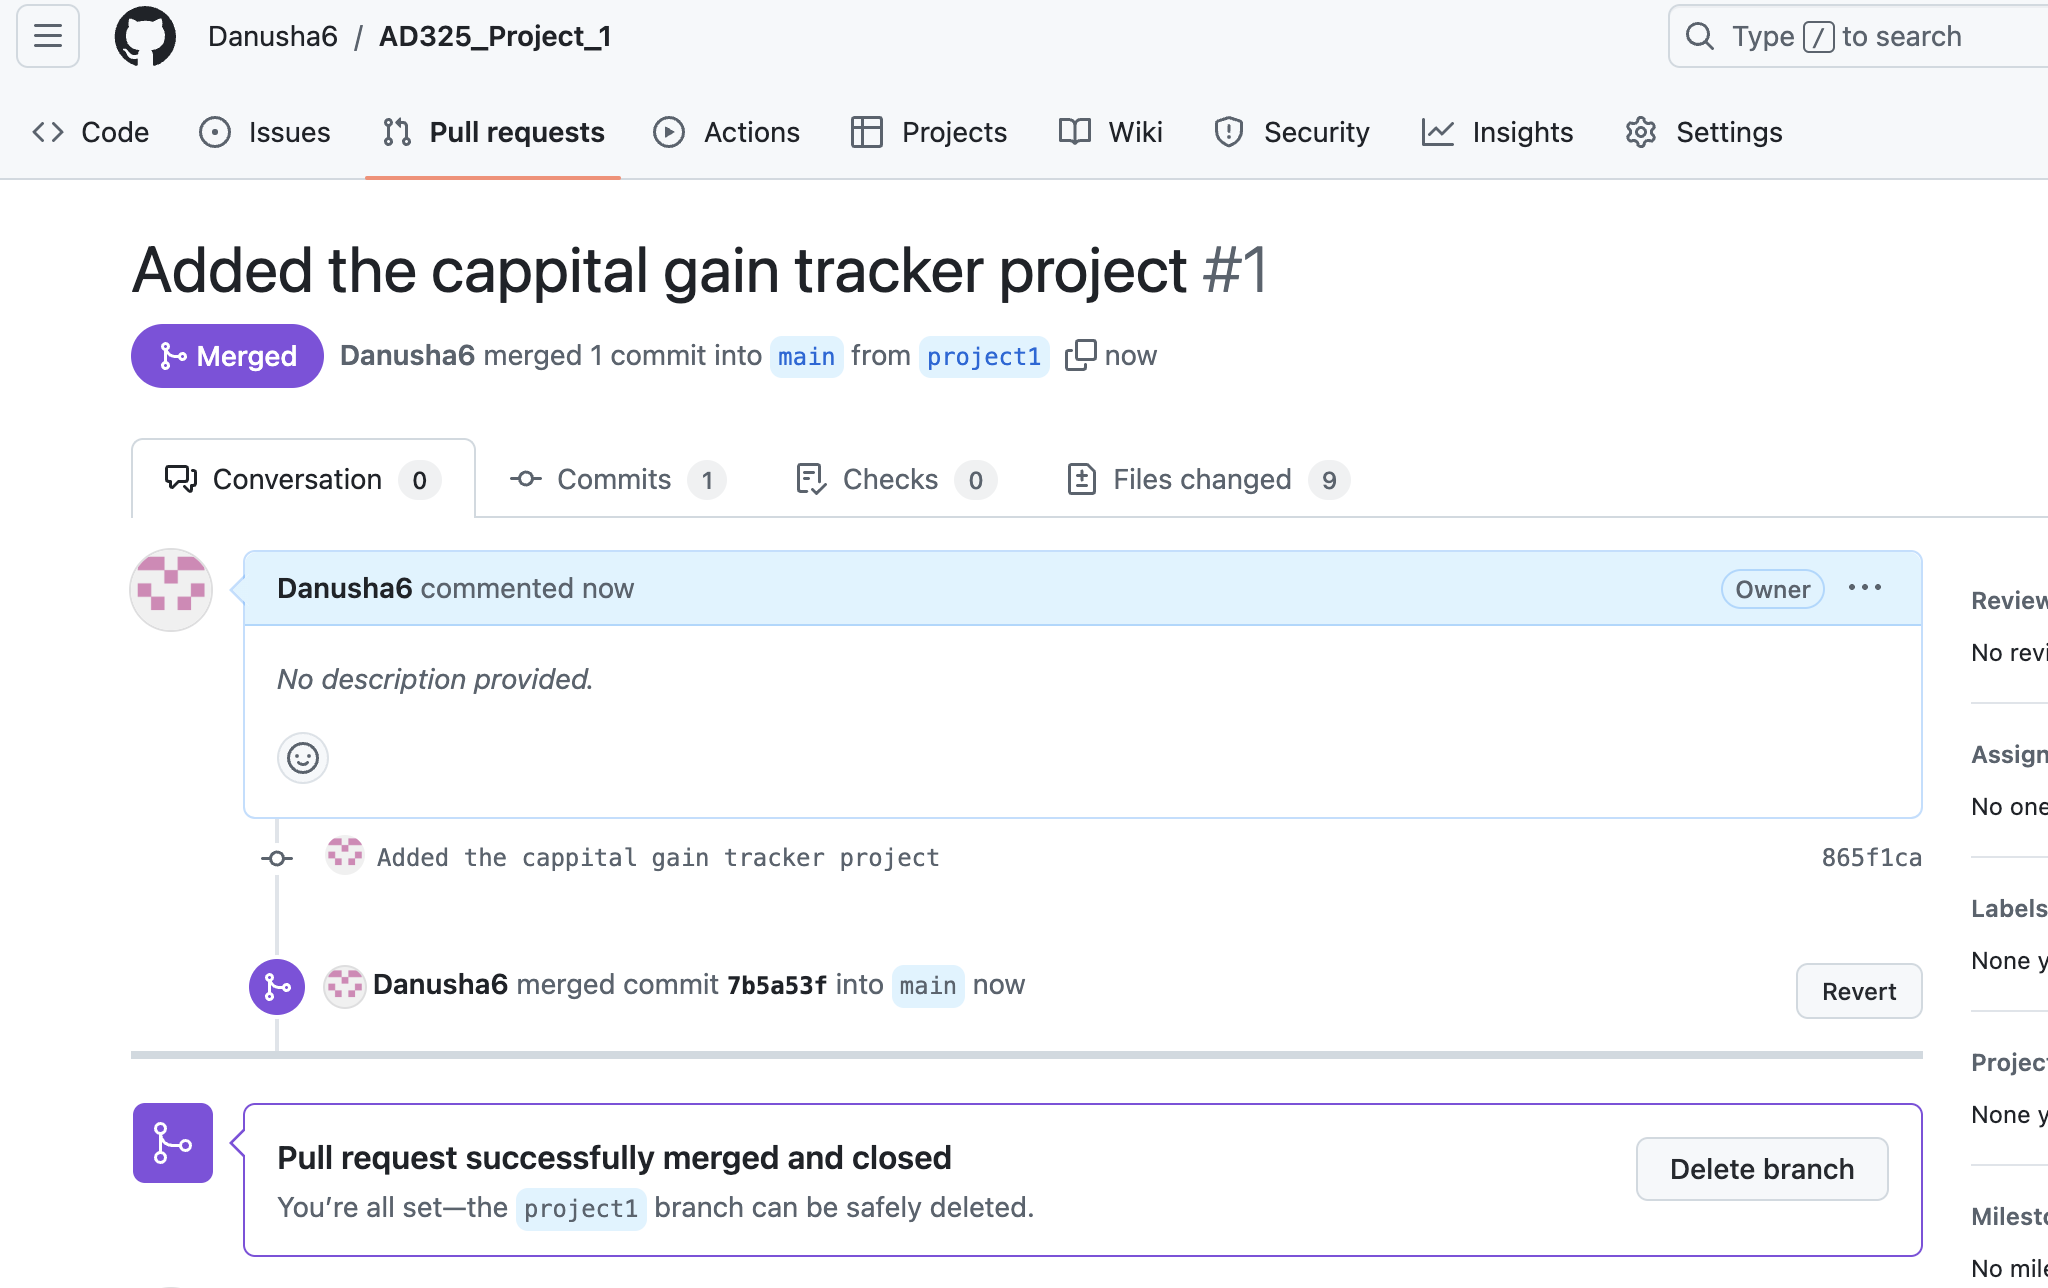 Danusha6 / AD325_Project_1
Type / to search
Code Issues Pull requests Actions Projects Wiki Security Insights Settings
Added the cappital gain tracker project #1
Merged Danusha6 merged 1 commit into main from project1 now
Conversation 0 Commits 1 Checks 0 Files changed 9
Danusha6 commented now Owner
No description provided.
Added the cappital gain tracker project 865f1ca
Danusha6 merged commit 7b5a53f into main now Revert
Pull request successfully merged and closed
You’re all set—the project1 branch can be safely deleted.
Delete branch
Review
No revi
Assign
No one
Labels
None y
Project
None y
Milesto
No mile